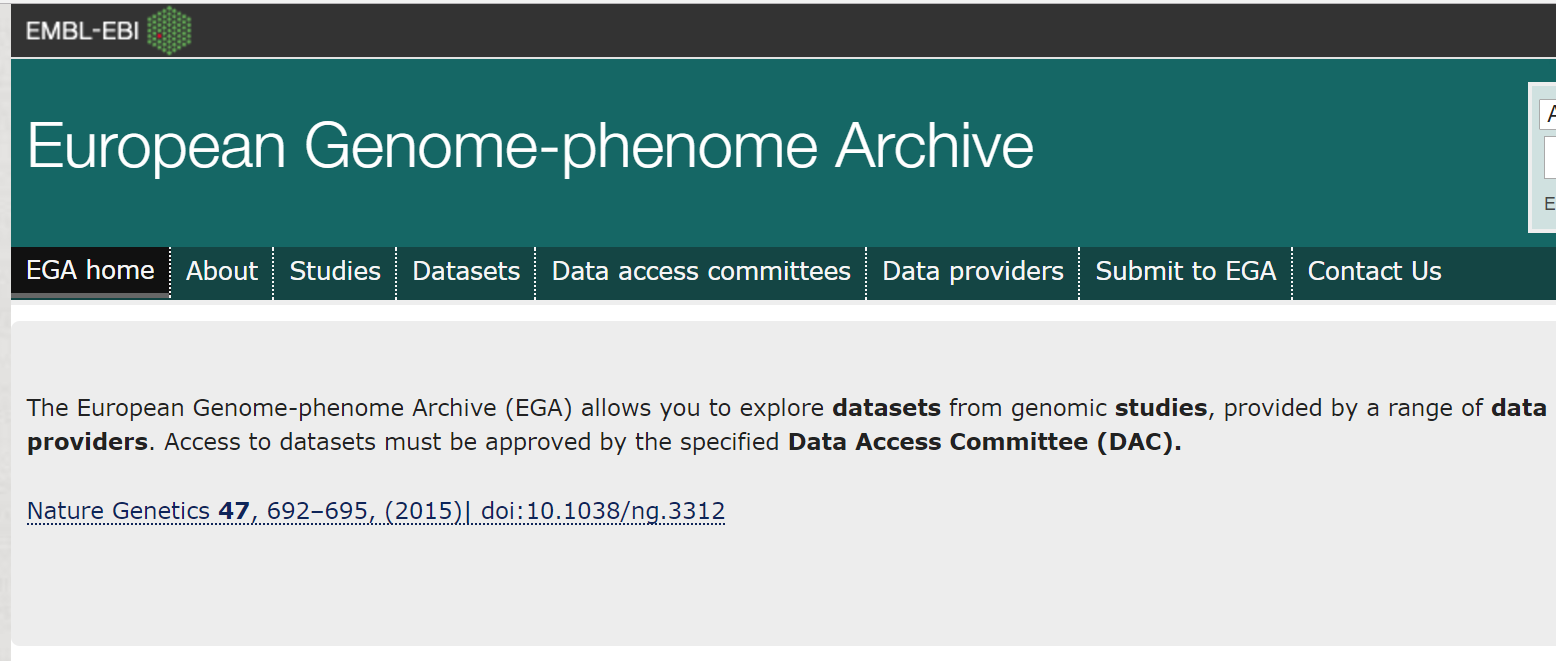 EMBL-EBI
European Genome-phenome Archive
EGA home About Studies Datasets Data access committees Data providers Submit to EGA Contact Us
The European Genome-phenome Archive (EGA) allows you to explore datasets from genomic studies, provided by a range of data
providers. Access to datasets must be approved by the specified Data Access Committee (DAC).
Nature Genetics 47, 692–695, (2015)| doi:10.1038/ng.3312